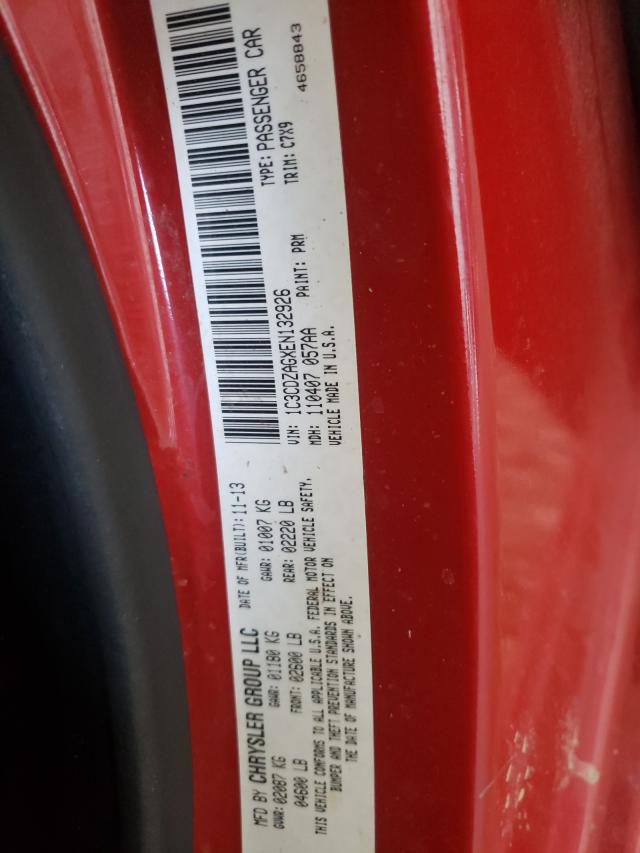 MFD BY CHRYSLER GROUP LLC DATE OF MFR(BUILT): 11-13
GVWR: 02087 KG GAWR: 01180 KG GAWR: 01007 KG
04600 LB FRONT: 02600 LB REAR: 02220 LB
THIS VEHICLE CONFORMS TO ALL APPLICABLE U.S.A. FEDERAL MOTOR VEHICLE SAFETY,
BUMPER AND THEFT PREVENTION STANDARDS IN EFFECT ON
THE DATE OF MANUFACTURE SHOWN ABOVE.
VIN: 1C3CDZAGXEN132926 TYPE: PASSENGER CAR
MDH: 110407 057AA PAINT: PRM TRIM: C7X9
VEHICLE MADE IN U.S.A. 4658843